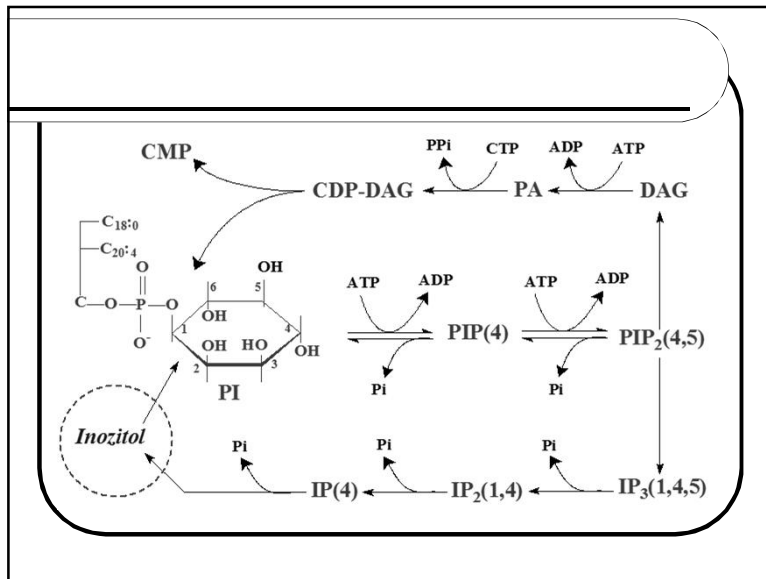 PPi CTP ADP ATP
CMP
CDP-DAG PA DAG
C18:0
C20:4
O
C O P O
O-
6 5 OH
OH
1 4
OH HO OH
2 3
PI
ATP ADP ATP ADP
PIP(4) PIP2(4,5)
Pi Pi
Inozitol
Pi Pi Pi
IP(4) IP2(1,4) IP3(1,4,5)